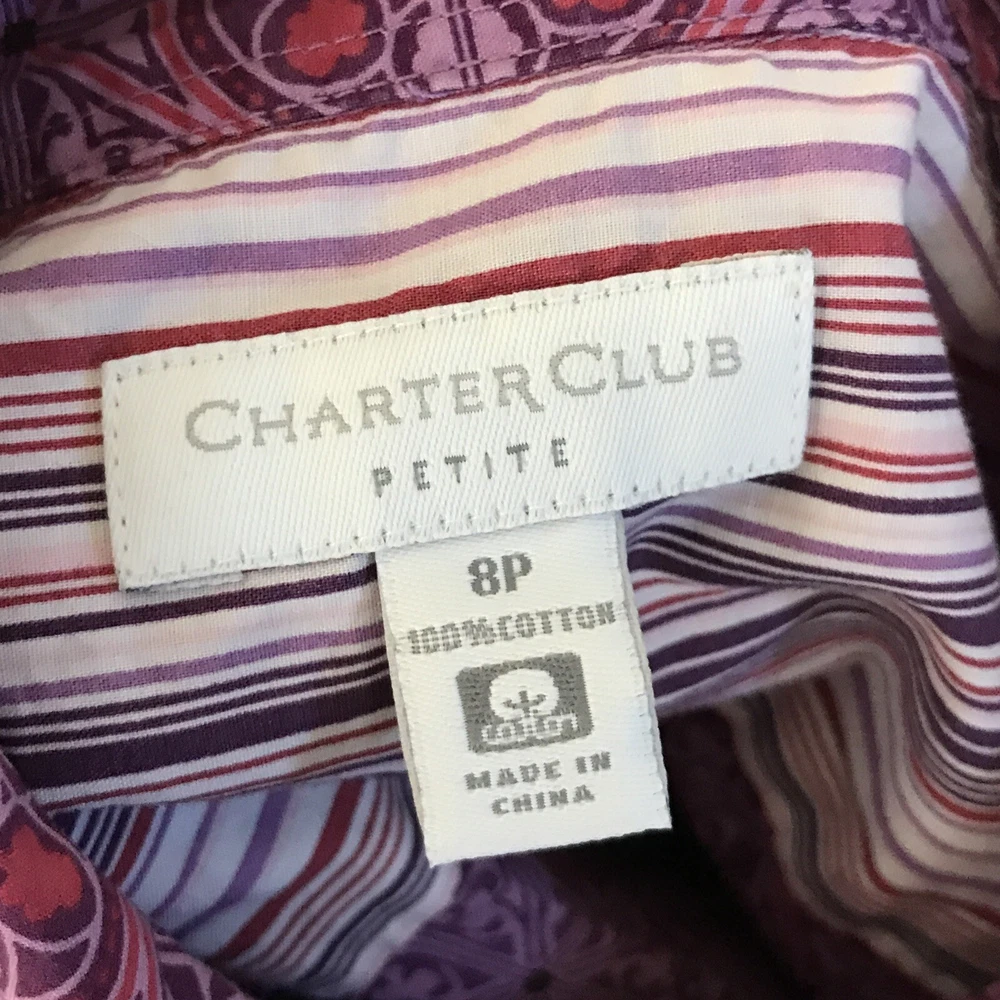 CHARTER CLUB
PETITE
8P
100% COTTON
cotton
MADE IN
CHINA